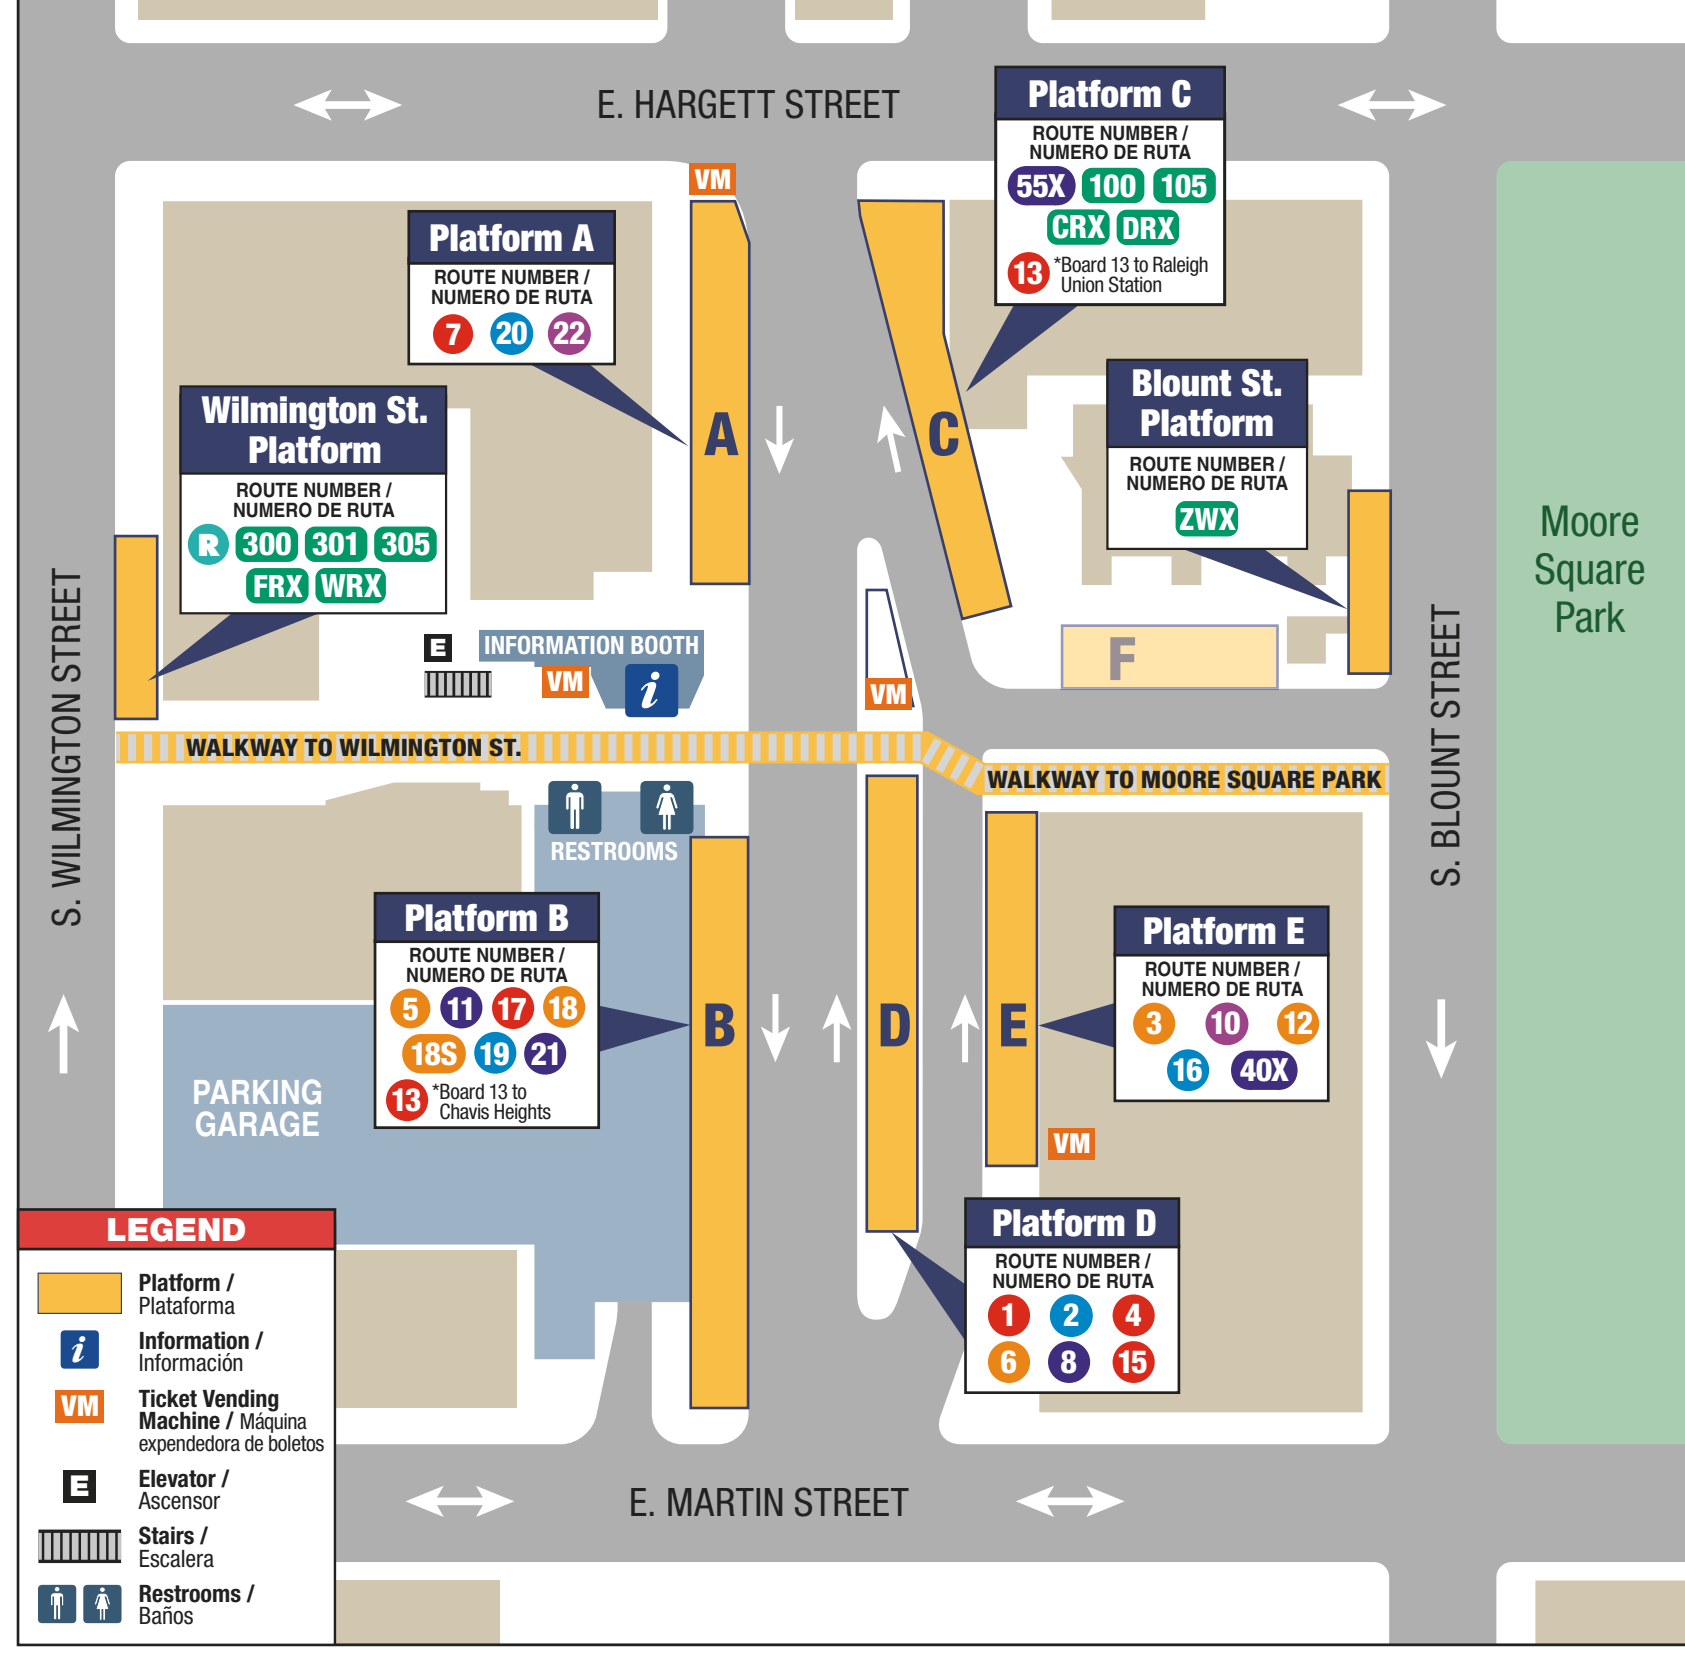 E. HARGETT STREET
Platform C
ROUTE NUMBER /
NUMERO DE RUTA
55X 100 105
CRX DRX
13 *Board 13 to Raleigh
Union Station
VM
Platform A
ROUTE NUMBER /
NUMERO DE RUTA
7 20 22
A
C
Wilmington St.
Platform
ROUTE NUMBER /
NUMERO DE RUTA
R 300 301 305
FRX WRX
Blount St.
Platform
ROUTE NUMBER /
NUMERO DE RUTA
ZWX
Moore
Square
Park
S. WILMINGTON STREET
E
INFORMATION BOOTH
VM
i
VM
F
S. BLOUNT STREET
WALKWAY TO WILMINGTON ST.
WALKWAY TO MOORE SQUARE PARK
RESTROOMS
Platform B
ROUTE NUMBER /
NUMERO DE RUTA
5 11 17 18
18S 19 21
13 *Board 13 to
Chavis Heights
B
D
E
Platform E
ROUTE NUMBER /
NUMERO DE RUTA
3 10 12
16 40X
VM
PARKING
GARAGE
Platform D
ROUTE NUMBER /
NUMERO DE RUTA
1 2 4
6 8 15
LEGEND
Platform /
Plataforma
i
Information /
Información
VM
Ticket Vending
Machine / Máquina
expendedora de boletos
E
Elevator /
Ascensor
Stairs /
Escalera
Restrooms /
Baños
E. MARTIN STREET